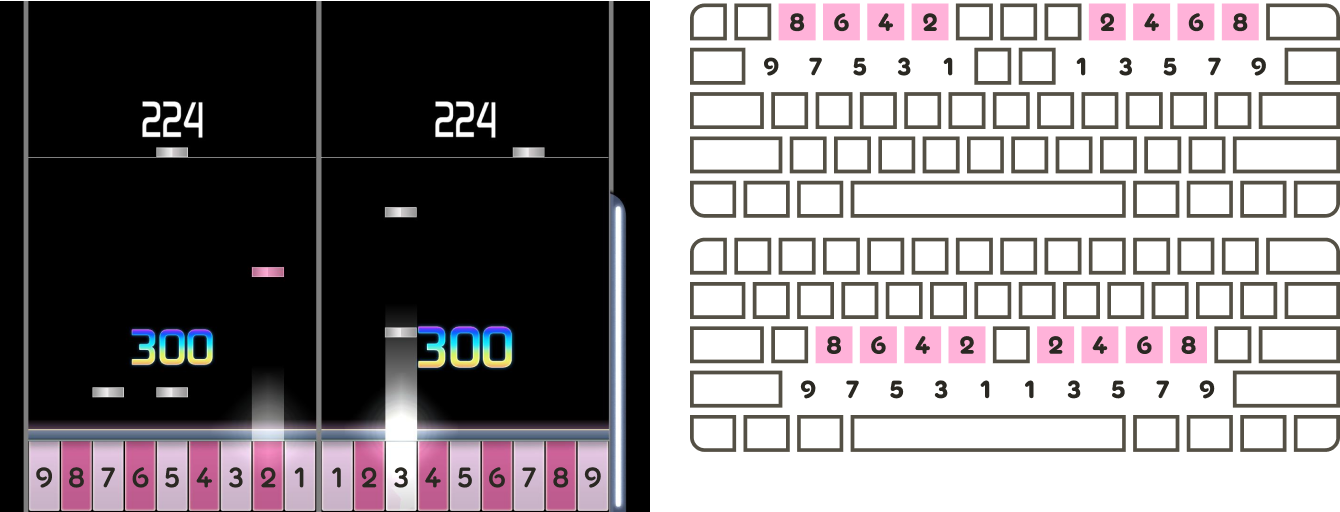 224
224
300
300
9 8 7 6 5 4 3 2 1
1 2 3 4 5 6 7 8 9
8 6 4 2
2 4 6 8
9 7 5 3 1
1 3 5 7 9
8 6 4 2
2 4 6 8
9 7 5 3 1 1 3 5 7 9